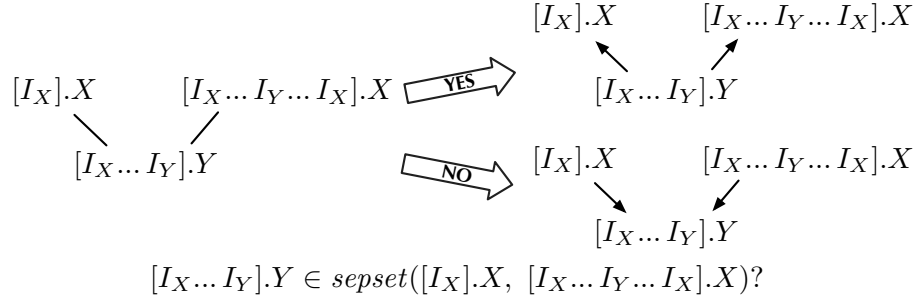 [I_X].X [I_X... I_Y... I_X].X
[I_X].X [I_X... I_Y... I_X].X YES [I_X... I_Y].Y
[I_X... I_Y].Y
[I_X].X [I_X... I_Y... I_X].X
NO
[I_X... I_Y].Y
[I_X... I_Y].Y ∈ sepset([I_X].X, [I_X... I_Y... I_X].X)?